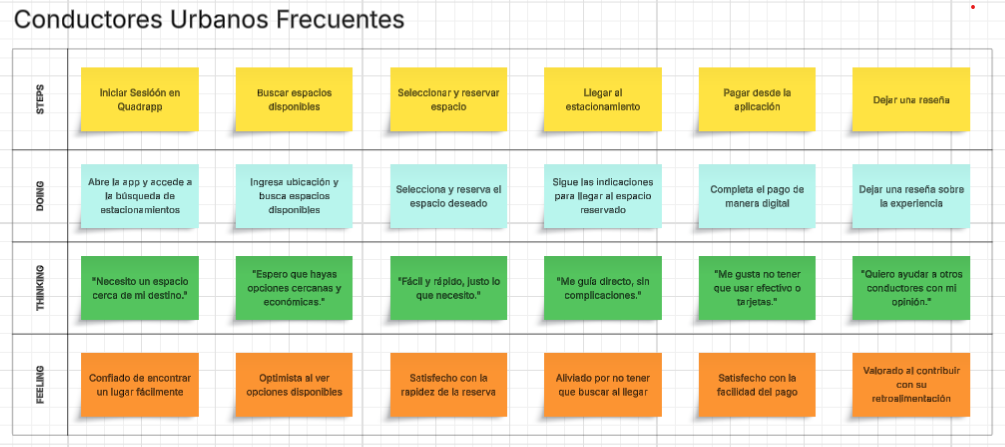 Conductores Urbanos Frecuentes
STEPS
Iniciar Sesióón en
Quadrapp
Buscar espacios
disponibles
Seleccionar y reservar
espacio
Llegar al
estacionamiento
Pagar desde la
aplicación
Dejar una reseña
DOING
Abre la app y accede a
la búsqueda de
estacionamientos
Ingresa ubicación y
busca espacios
disponibles
Selecciona y reserva el
espacio deseado
Sigue las indicaciones
para llegar al espacio
reservado
Completa el pago de
manera digital
Dejar una reseña sobre
la experiencia
THINKING
"Necesito un espacio
cerca de mi destino."
"Espero que hayas
opciones cercanas y
económicas."
"Fácil y rápido, justo lo
que necesito."
"Me guía directo, sin
complicaciones."
"Me gusta no tener
que usar efectivo o
tarjetas."
"Quiero ayudar a otros
conductores con mi
opinión."
FEELING
Confiado de encontrar
un lugar fácilmente
Optimista al ver
opciones disponibles
Satisfecho con la
rapidez de la reserva
Aliviado por no tener
que buscar al llegar
Satisfecho con la
facilidad del pago
Valorado al contribuir
con su
retroalimentación